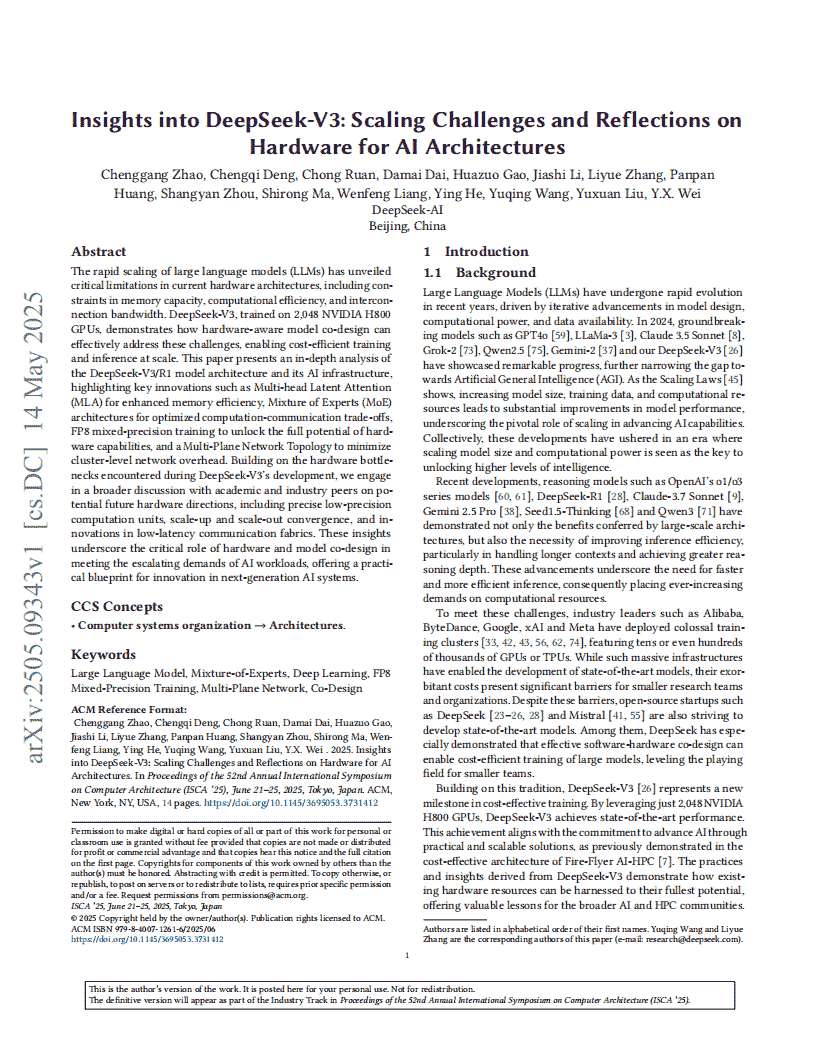 Insights into DeepSeek-V3: Scaling Challenges and Reflections on
Hardware for AI Architectures
Chenggang Zhao, Chengqi Deng, Chong Ruan, Damai Dai, Huazuo Gao, Jiashi Li, Liyue Zhang, Panpan
Huang, Shangyan Zhou, Shirong Ma, Wenfeng Liang, Ying He, Yuqing Wang, Yuxuan Liu, Y.X. Wei
DeepSeek-AI
Beijing, China
arXiv:2505.09343v1 [cs.DC] 14 May 2025
Abstract
The rapid scaling of large language models (LLMs) has unveiled
critical limitations in current hardware architectures, including con-
straints in memory capacity, computational efficiency, and intercon-
nection bandwidth. DeepSeek-V3, trained on 2,048 NVIDIA H800
GPUs, demonstrates how hardware-aware model co-design can
effectively address these challenges, enabling cost-efficient training
and inference at scale. This paper presents an in-depth analysis of
the DeepSeek-V3/R1 model architecture and its AI infrastructure,
highlighting key innovations such as Multi-head Latent Attention
(MLA) for enhanced memory efficiency, Mixture of Experts (MoE)
architectures for optimized computation-communication trade-offs,
FP8 mixed-precision training to unlock the full potential of hard-
ware capabilities, and a Multi-Plane Network Topology to minimize
cluster-level network overhead. Building on the hardware bottle-
necks encountered during DeepSeek-V3's development, we engage
in a broader discussion with academic and industry peers on po-
tential future hardware directions, including precise low-precision
computation units, scale-up and scale-out convergence, and in-
novations in low-latency communication fabrics. These insights
underscore the critical role of hardware and model co-design in
meeting the escalating demands of AI workloads, offering a practi-
cal blueprint for innovation in next-generation AI systems.
CCS Concepts
• Computer systems organization → Architectures.
Keywords
Large Language Model, Mixture-of-Experts, Deep Learning, FP8
Mixed-Precision Training, Multi-Plane Network, Co-Design
ACM Reference Format:
Chenggang Zhao, Chengqi Deng, Chong Ruan, Damai Dai, Huazuo Gao,
Jiashi Li, Liyue Zhang, Panpan Huang, Shangyan Zhou, Shirong Ma, Wen-
feng Liang, Ying He, Yuqing Wang, Yuxuan Liu, Y.X. Wei . 2025. Insights
into DeepSeek-V3: Scaling Challenges and Reflections on Hardware for AI
Architectures. In Proceedings of the 52nd Annual International Symposium
on Computer Architecture (ISCA '25), June 21–25, 2025, Tokyo, Japan. ACM,
New York, NY, USA, 14 pages. https://doi.org/10.1145/3695053.3731412
Permission to make digital or hard copies of all or part of this work for personal or
classroom use is granted without fee provided that copies are not made or distributed
for profit or commercial advantage and that copies bear this notice and the full citation
on the first page. Copyrights for components of this work owned by others than the
author(s) must be honored. Abstracting with credit is permitted. To copy otherwise, or
republish, to post on servers or to redistribute to lists, requires prior specific permission
and/or a fee. Request permissions from permissions@acm.org.
ISCA '25, June 21–25, 2025, Tokyo, Japan
© 2025 Copyright held by the owner/author(s). Publication rights licensed to ACM.
ACM ISBN 979-8-4007-1261-6/2025/06
https://doi.org/10.1145/3695053.3731412
1 Introduction
1.1 Background
Large Language Models (LLMs) have undergone rapid evolution
in recent years, driven by iterative advancements in model design,
computational power, and data availability. In 2024, groundbreak-
ing models such as GPT4o [59], LLaMa-3 [3], Claude 3.5 Sonnet [8],
Grok-2 [73], Qwen2.5 [75], Gemini-2 [37] and our DeepSeek-V3 [26]
have showcased remarkable progress, further narrowing the gap to-
wards Artificial General Intelligence (AGI). As the Scaling Laws [45]
shows, increasing model size, training data, and computational re-
sources leads to substantial improvements in model performance,
underscoring the pivotal role of scaling in advancing AI capabilities.
Collectively, these developments have ushered in an era where
scaling model size and computational power is seen as the key to
unlocking higher levels of intelligence.
Recent developments, reasoning models such as OpenAI's o1/o3
series models [60, 61], DeepSeek-R1 [28], Claude-3.7 Sonnet [9],
Gemini 2.5 Pro [38], Seed1.5-Thinking [68] and Qwen3 [71] have
demonstrated not only the benefits conferred by large-scale archi-
tectures, but also the necessity of improving inference efficiency,
particularly in handling longer contexts and achieving greater rea-
soning depth. These advancements underscore the need for faster
and more efficient inference, consequently placing ever-increasing
demands on computational resources.
To meet these challenges, industry leaders such as Alibaba,
ByteDance, Google, xAI and Meta have deployed colossal train-
ing clusters [33, 42, 43, 56, 62, 74], featuring tens or even hundreds
of thousands of GPUs or TPUs. While such massive infrastructures
have enabled the development of state-of-the-art models, their exor-
bitant costs present significant barriers for smaller research teams
and organizations. Despite these barriers, open-source startups such
as DeepSeek [23–26, 28] and Mistral [41, 55] are also striving to
develop state-of-the-art models. Among them, DeepSeek has espe-
cially demonstrated that effective software-hardware co-design can
enable cost-efficient training of large models, leveling the playing
field for smaller teams.
Building on this tradition, DeepSeek-V3 [26] represents a new
milestone in cost-effective training. By leveraging just 2,048 NVIDIA
H800 GPUs, DeepSeek-V3 achieves state-of-the-art performance.
This achievement aligns with the commitment to advance AI through
practical and scalable solutions, as previously demonstrated in the
cost-effective architecture of Fire-Flyer AI-HPC [7]. The practices
and insights derived from DeepSeek-V3 demonstrate how exist-
ing hardware resources can be harnessed to their fullest potential,
offering valuable lessons for the broader AI and HPC communities.
Authors are listed in alphabetical order of their first names. Yuqing Wang and Liyue
Zhang are the corresponding authors of this paper (e-mail: research@deepseek.com).
1
This is the author's version of the work. It is posted here for your personal use. Not for redistribution.
The definitive version will appear as part of the Industry Track in Proceedings of the 52nd Annual International Symposium on Computer Architecture (ISCA '25).